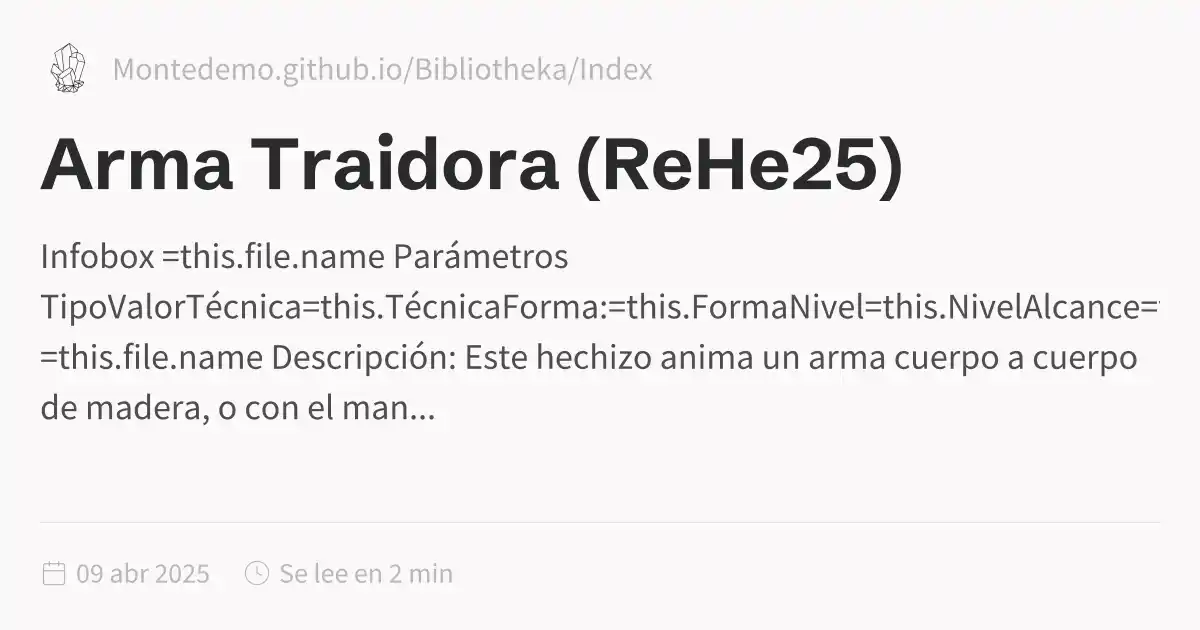 Montedemo.github.io/Bibliotheka/Index
Arma Traidora (ReHe25)
Infobox =this.file.name Parámetros
TipoValorTécnica=this.TécnicaForma:=this.FormaNivel=this.NivelAlcance=
=this.file.name Descripción: Este hechizo anima un arma cuerpo a cuerpo
de madera, o con el man...
09 abr 2025 Se lee en 2 min